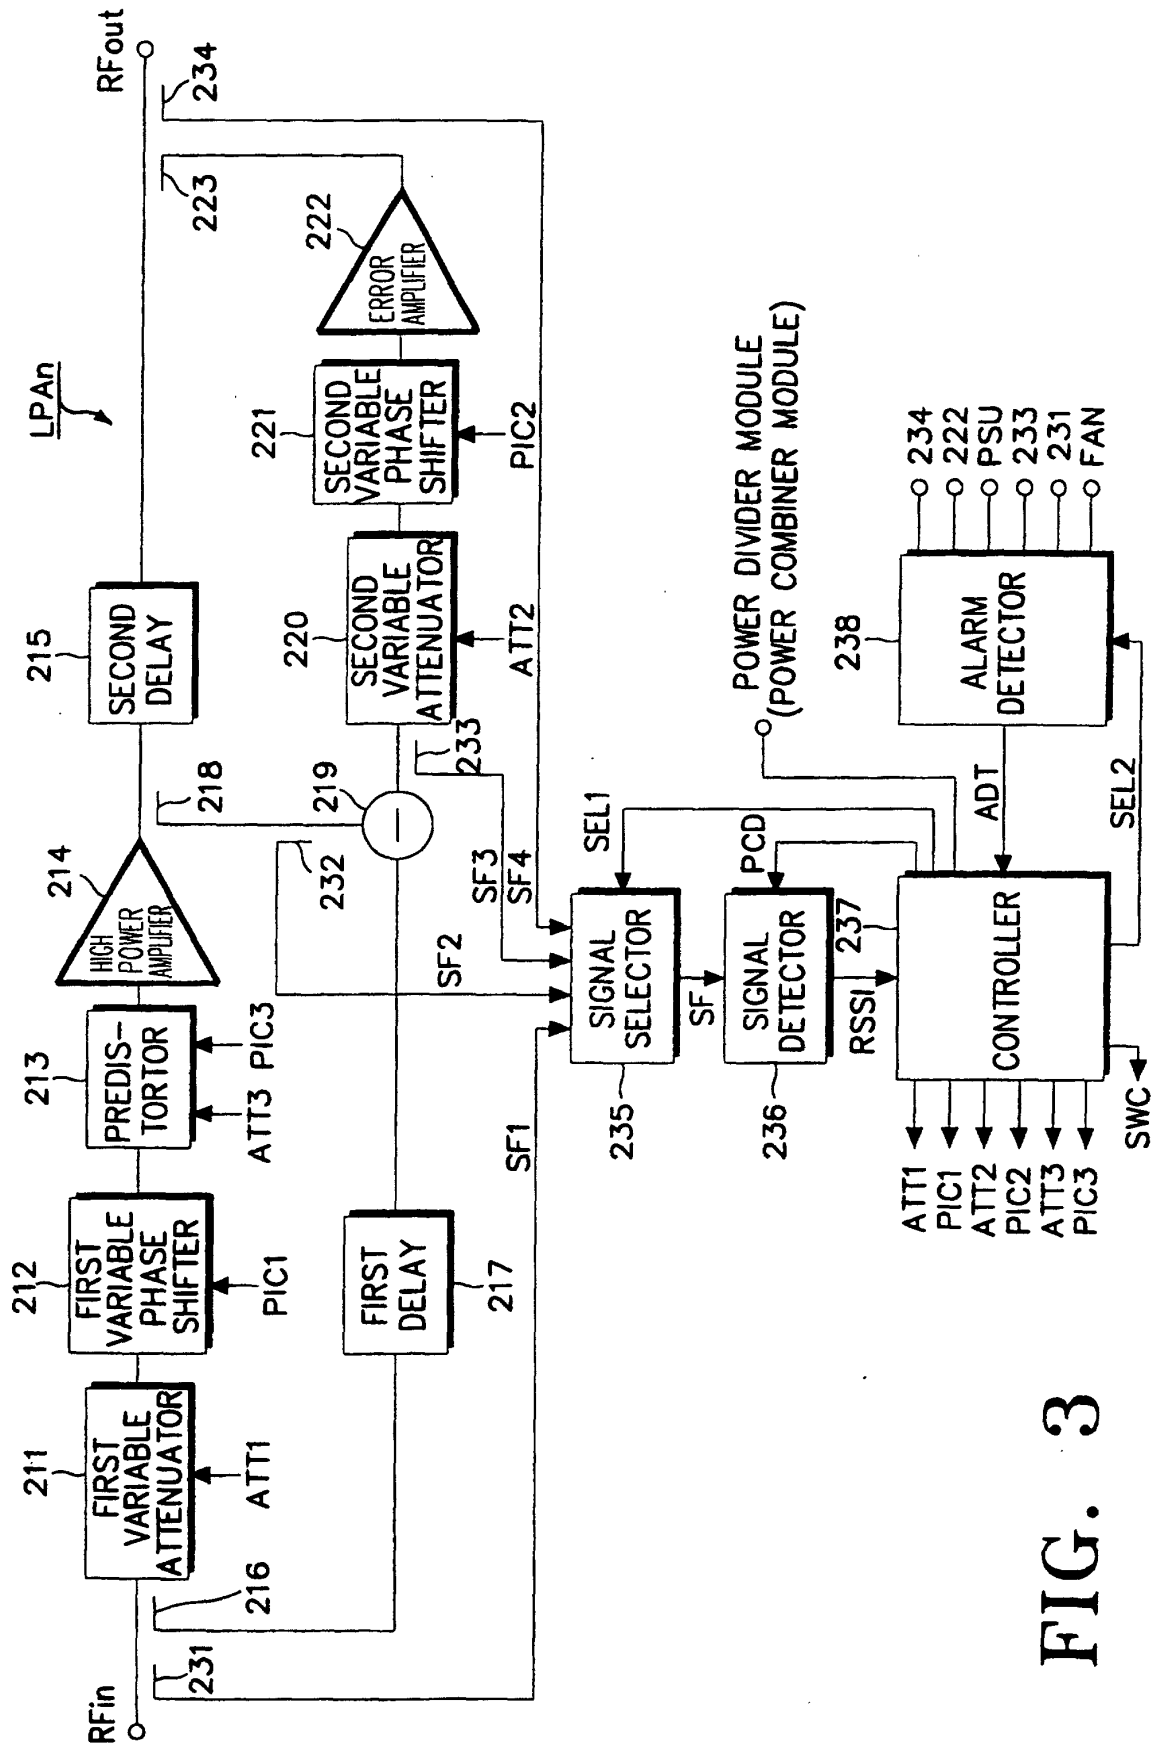 LPAn
RFin
231
216
211
FIRST
VARIABLE
ATTENUATOR
ATT1
212
FIRST
VARIABLE
PHASE
SHIFTER
PIC1
213
PREDIS-
TORTOR
ATT3
PIC3
214
HIGH
POWER
AMPLIFIER
218
215
SECOND
DELAY
RFout
234
223
FIRST
DELAY
217
232
219
233
220
SECOND
VARIABLE
ATTENUATOR
ATT2
221
SECOND
VARIABLE
PHASE
SHIFTER
PIC2
222
ERROR
AMPLIFIER
SF1
SF2
SF3
SF4
235
SIGNAL
SELECTOR
SEL1
SF
236
SIGNAL
DETECTOR
PCD
RSSI
237
CONTROLLER
ATT1
PIC1
ATT2
PIC2
ATT3
PIC3
SWC
POWER DIVIDER MODULE
(POWER COMBINER MODULE)
ADT
SEL2
238
ALARM
DETECTOR
234
222
PSU
233
231
FAN
FIG. 3